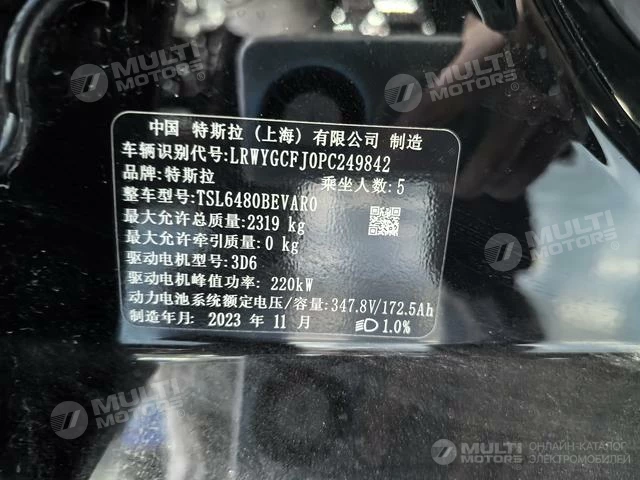 MULTI
MOTORS®
MULTI
MOTORS®
中国 特斯拉（上海）有限公司 制造
车辆识别代号:LRWYGCFJ0PC249842
品牌:特斯拉 乘坐人数:5
整车型号:TSL6480BEVAR0
最大允许总质量:2319 kg
最大允许牵引质量:0 kg
驱动电机型号:3D6
驱动电机峰值功率: 220kW
动力电池系统额定电压/容量:347.8V/172.5Ah
制造年月: 2023 年 11 月 1.0%
MULTI
MOTORS®
MULTI
MOTORS®
MULTI
MOTORS®
ОНЛАЙН-КАТАЛОГ
ЭЛЕКТРОМОБИЛЕЙ